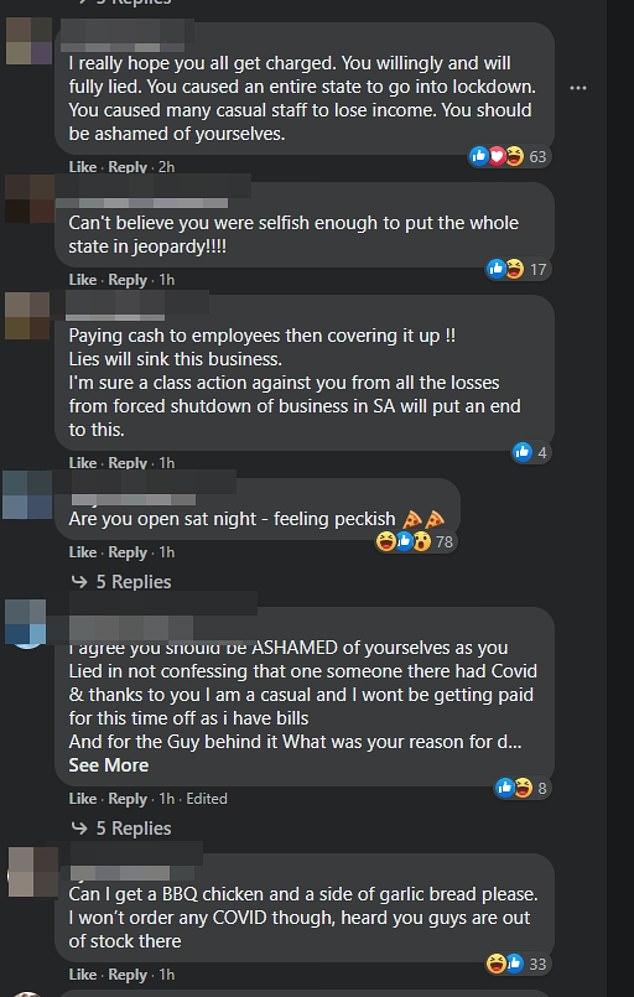 5 Replies
I really hope you all get charged. You willingly and will
fully lied. You caused an entire state to go into lockdown.
You caused many casual staff to lose income. You should
be ashamed of yourselves.
63
Like · Reply · 2h
Can't believe you were selfish enough to put the whole
state in jeopardy!!!!
17
Like · Reply · 1h
Paying cash to employees then covering it up !!
Lies will sink this business.
I'm sure a class action against you from all the losses
from forced shutdown of business in SA will put an end
to this.
4
Like · Reply · 1h
Are you open sat night - feeling peckish 🍕🍕
78
Like · Reply · 1h
5 Replies
I agree you should be ASHAMED of yourselves as you
Lied in not confessing that one someone there had Covid
& thanks to you I am a casual and I wont be getting paid
for this time off as i have bills
And for the Guy behind it What was your reason for d...
See More
8
Like · Reply · 1h · Edited
5 Replies
Can I get a BBQ chicken and a side of garlic bread please.
I won't order any COVID though, heard you guys are out
of stock there
33
Like · Reply · 1h